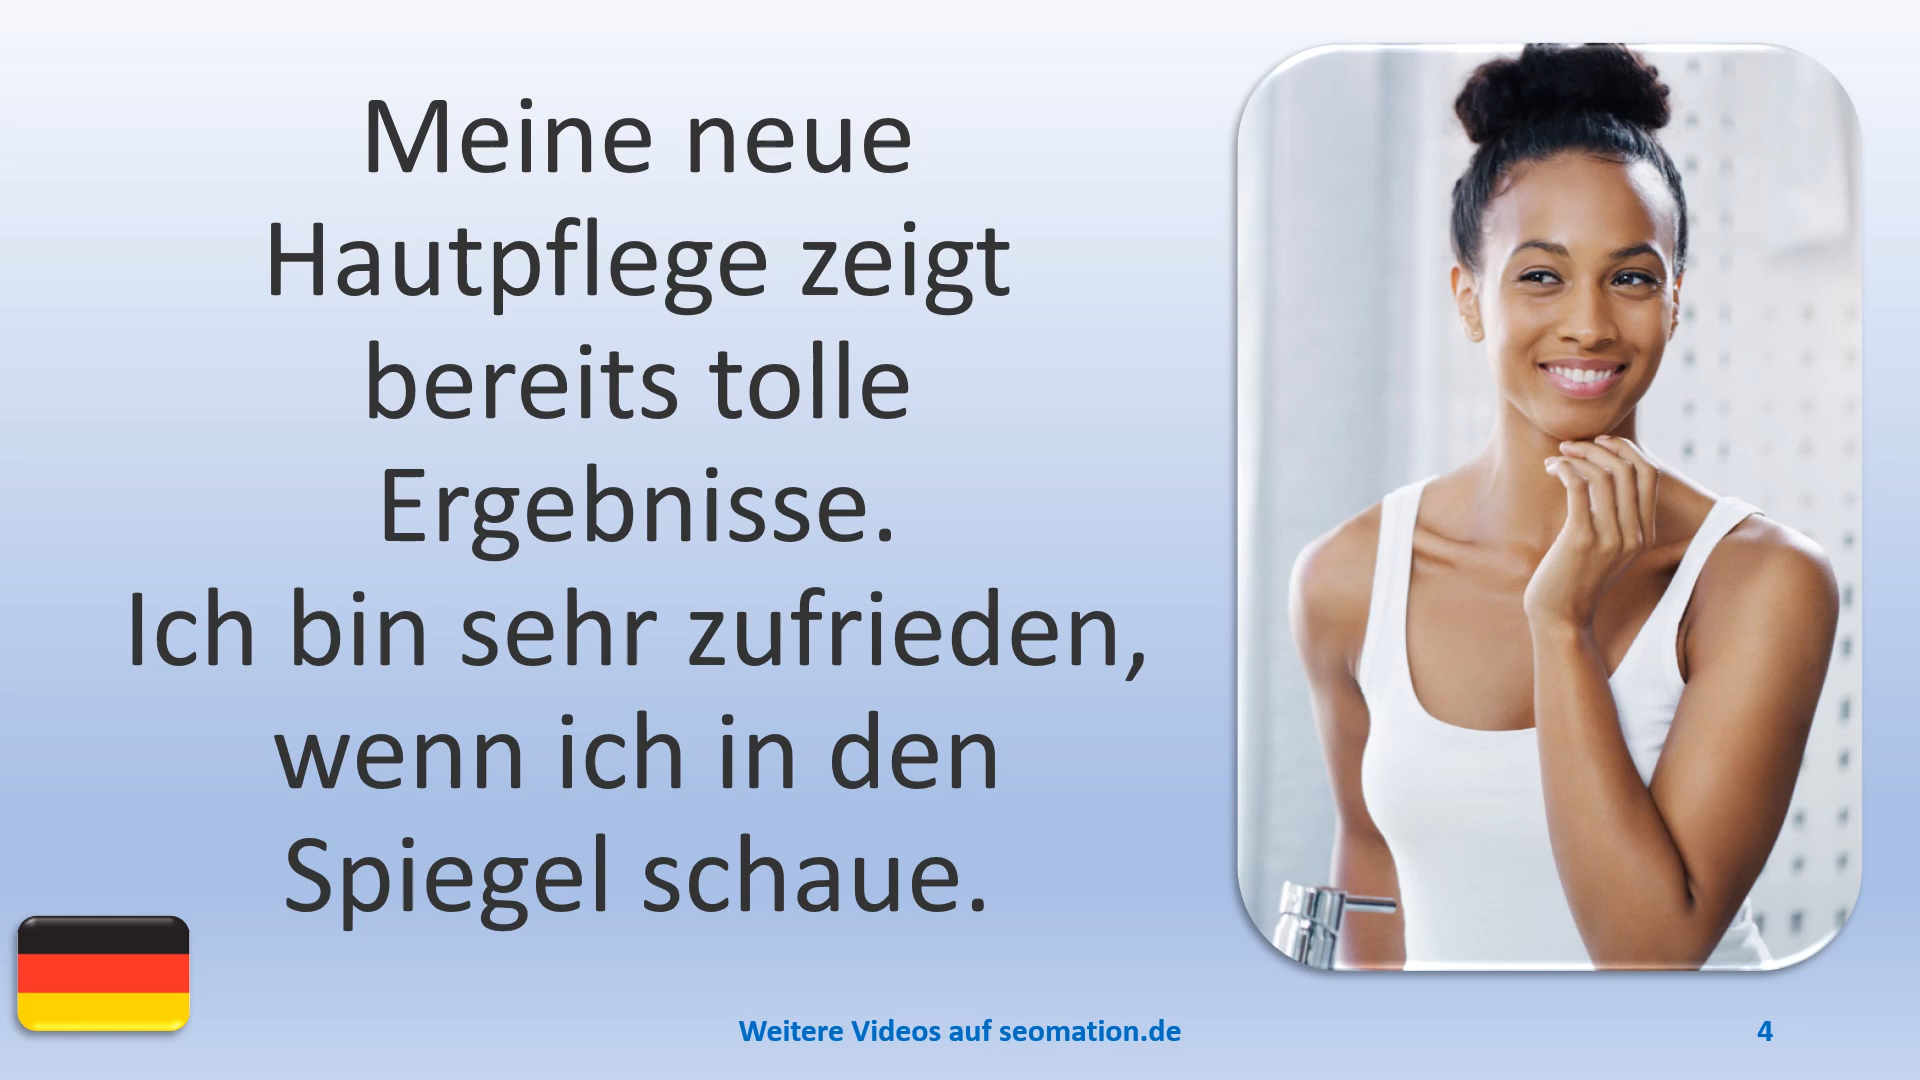 Meine neue
Hautpflege zeigt
bereits tolle
Ergebnisse.
Ich bin sehr zufrieden,
wenn ich in den
Spiegel schaue.
Weitere Videos auf seomation.de
4